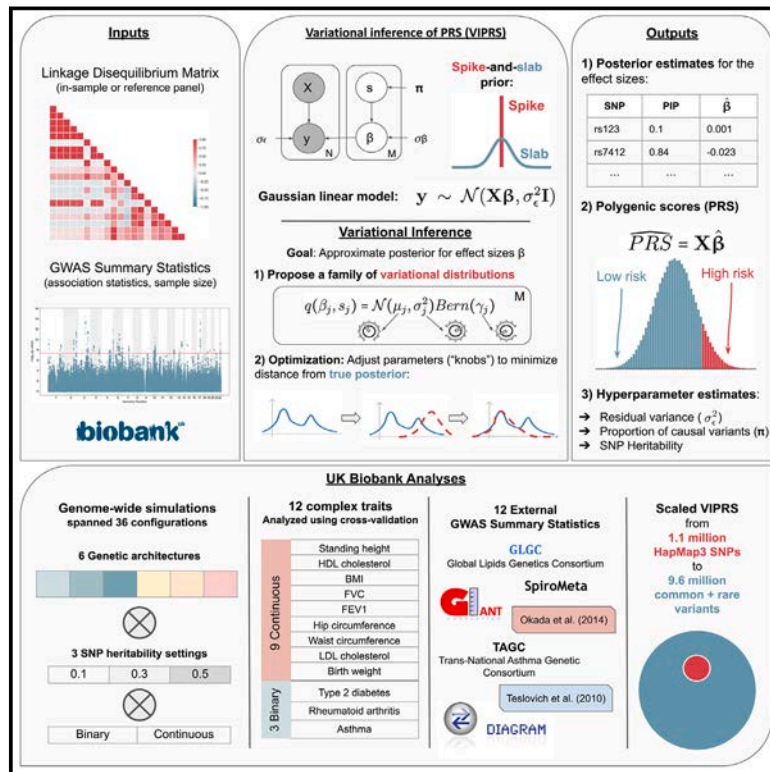 Inputs
Linkage Disequilibrium Matrix
(in-sample or reference panel)
GWAS Summary Statistics
(association statistics, sample size)
biobank uk
Variational inference of PRS (VIPRS)
X
s
π
σϵ
y
β
σβ
N
M
Spike-and-slab
prior:
Spike
Slab
Gaussian linear model: y ~ N(Xβ, σ²ϵI)
Variational Inference
Goal: Approximate posterior for effect sizes β
1) Propose a family of variational distributions
q(βj, sj) = N(μj, σ²j)Bern(γj)
M
2) Optimization: Adjust parameters ("knobs") to minimize
distance from true posterior:
Outputs
1) Posterior estimates for the
effect sizes:
SNP PIP β̂
rs123 0.1 0.001
rs7412 0.84 -0.023
... ... ...
2) Polygenic scores (PRS)
P̂RS = Xβ̂
Low risk
High risk
3) Hyperparameter estimates:
➔ Residual variance (σ²ϵ)
➔ Proportion of causal variants (π)
➔ SNP Heritability
UK Biobank Analyses
Genome-wide simulations
spanned 36 configurations
6 Genetic architectures
3 SNP heritability settings
0.1 0.3 0.5
Binary Continuous
12 complex traits
Analyzed using cross-validation
9 Continuous
Standing height
HDL cholesterol
BMI
FVC
FEV1
Hip circumference
Waist circumference
LDL cholesterol
Birth weight
3 Binary
Type 2 diabetes
Rheumatoid arthritis
Asthma
12 External
GWAS Summary Statistics
GLGC
Global Lipids Genetics Consortium
SpiroMeta
GIANT
Okada et al. (2014)
TAGC
Trans-National Asthma Genetic
Consortium
Teslovich et al. (2010)
DIAGRAM
Scaled VIPRS
from
1.1 million
HapMap3 SNPs
to
9.6 million
common + rare
variants